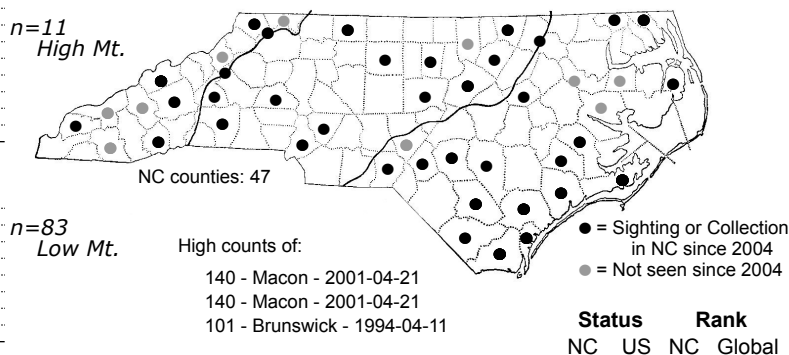 n=11
High Mt.
NC counties: 47
n=83
Low Mt.
High counts of:
140 - Macon - 2001-04-21
140 - Macon - 2001-04-21
101 - Brunswick - 1994-04-11
= Sighting or Collection
in NC since 2004
= Not seen since 2004
Status Rank
NC US NC Global